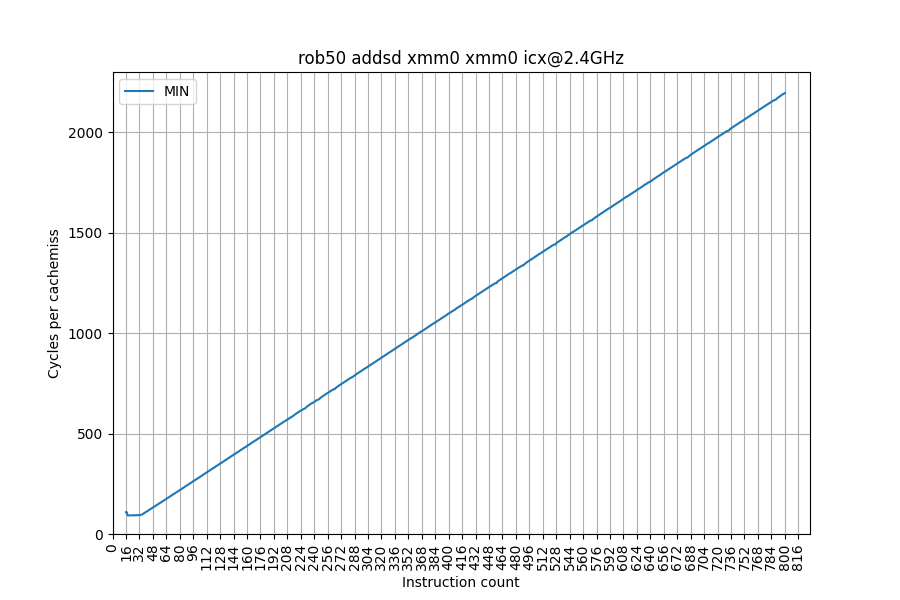 rob50 addsd xmm0 xmm0 icx@2.4GHz
MIN
Cycles per cachemiss
2000
1500
1000
500
0
0 16 32 48 64 80 96 112 128 144 160 176 192 208 224 240 256 272 288 304 320 336 352 368 384 400 416 432 448 464 480 496 512 528 544 560 576 592 608 624 640 656 672 688 704 720 736 752 768 784 800 816
Instruction count